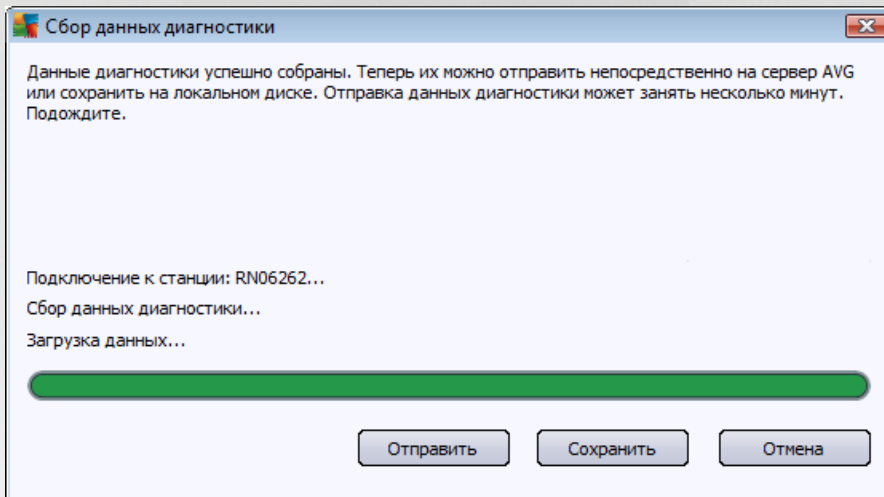 Сбор данных диагностики
Данные диагностики успешно собраны. Теперь их можно отправить непосредственно на сервер AVG
или сохранить на локальном диске. Отправка данных диагностики может занять несколько минут.
Подождите.
Подключение к станции: RN06262...
Сбор данных диагностики...
Загрузка данных...
Отправить Сохранить Отмена